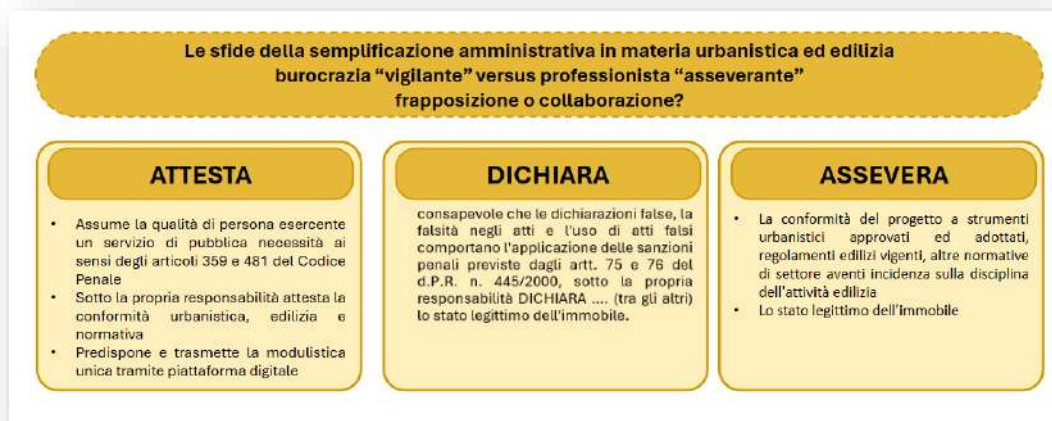 Le sfide della semplificazione amministrativa in materia urbanistica ed edilizia
burocrazia “vigilante” versus professionista “asseverante”
frapposizione o collaborazione?
ATTESTA
• Assume la qualità di persona esercente
un servizio di pubblica necessità ai
sensi degli articoli 359 e 481 del Codice
Penale
• Sotto la propria responsabilità attesta la
conformità urbanistica, edilizia e
normativa
• Predispone e trasmette la modulistica
unica tramite piattaforma digitale
DICHIARA
consapevole che le dichiarazioni false, la
falsità negli atti e l'uso di atti falsi
comportano l'applicazione delle sanzioni
penali previste dagli artt. 75 e 76 del
d.P.R. n. 445/2000, sotto la propria
responsabilità DICHIARA .... (tra gli altri)
lo stato legittimo dell'immobile.
ASSEVERA
• La conformità del progetto a strumenti
urbanistici approvati ed adottati,
regolamenti edilizi vigenti, altre normative
di settore aventi incidenza sulla disciplina
dell'attività edilizia
• Lo stato legittimo dell'immobile